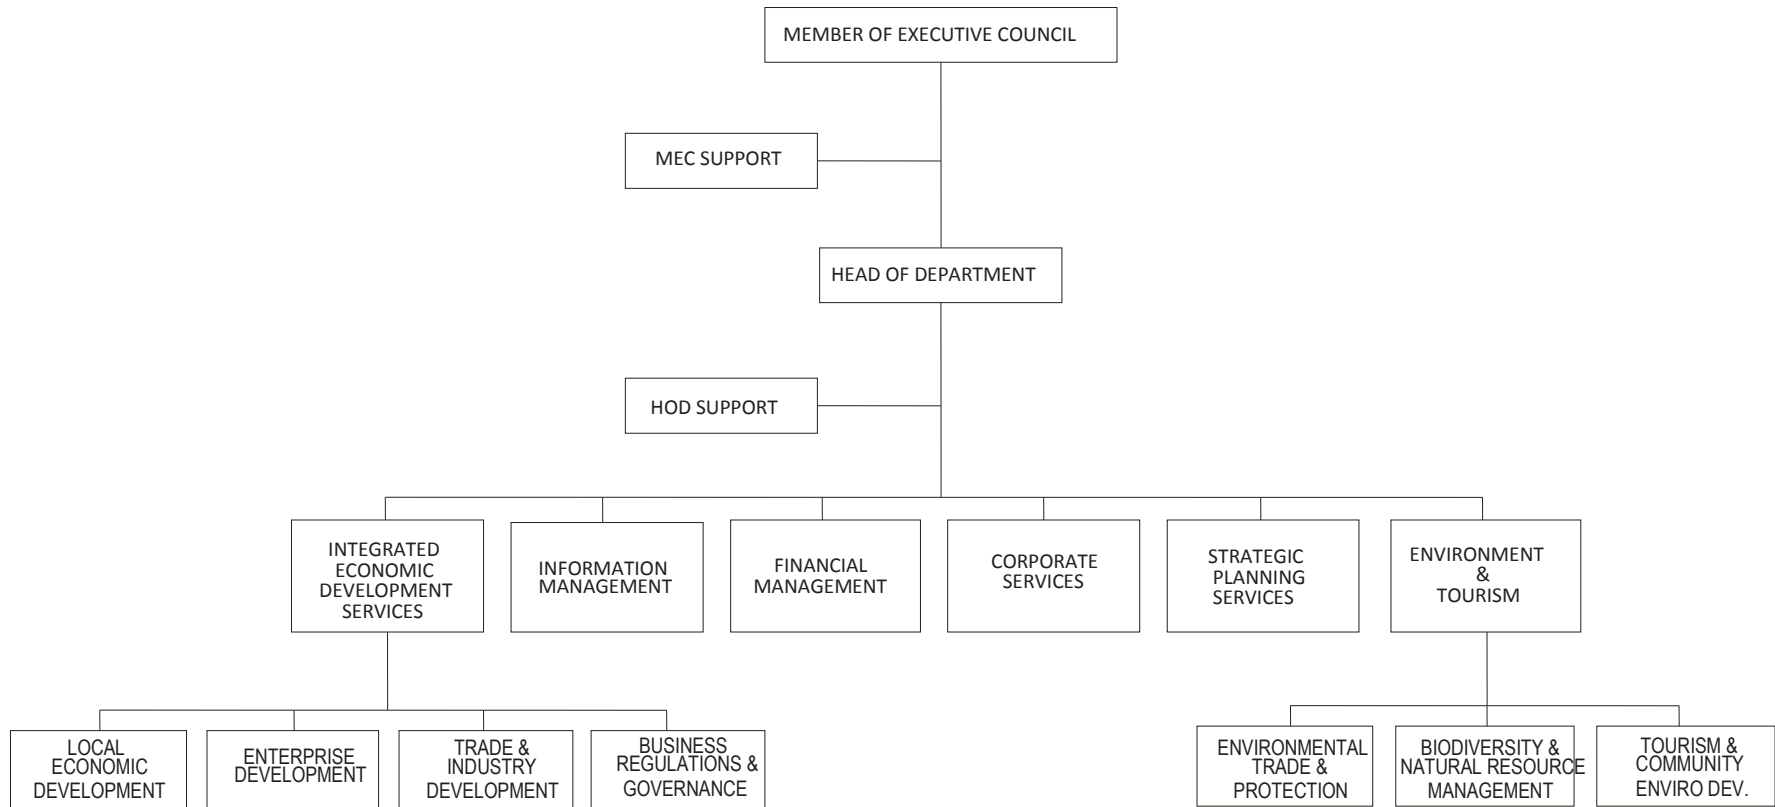 MEMBER OF EXECUTIVE COUNCIL
MEC SUPPORT
HEAD OF DEPARTMENT
HOD SUPPORT
INTEGRATED
ECONOMIC
DEVELOPMENT
SERVICES
INFORMATION
MANAGEMENT
FINANCIAL
MANAGEMENT
CORPORATE
SERVICES
STRATEGIC
PLANNING
SERVICES
ENVIRONMENT
&
TOURISM
LOCAL
ECONOMIC
DEVELOPMENT
ENTERPRISE
DEVELOPMENT
TRADE &
INDUSTRY
DEVELOPMENT
BUSINESS
REGULATIONS &
GOVERNANCE
ENVIRONMENTAL
TRADE &
PROTECTION
BIODIVERSITY &
NATURAL RESOURCE
MANAGEMENT
TOURISM &
COMMUNITY
ENVIRO DEV.